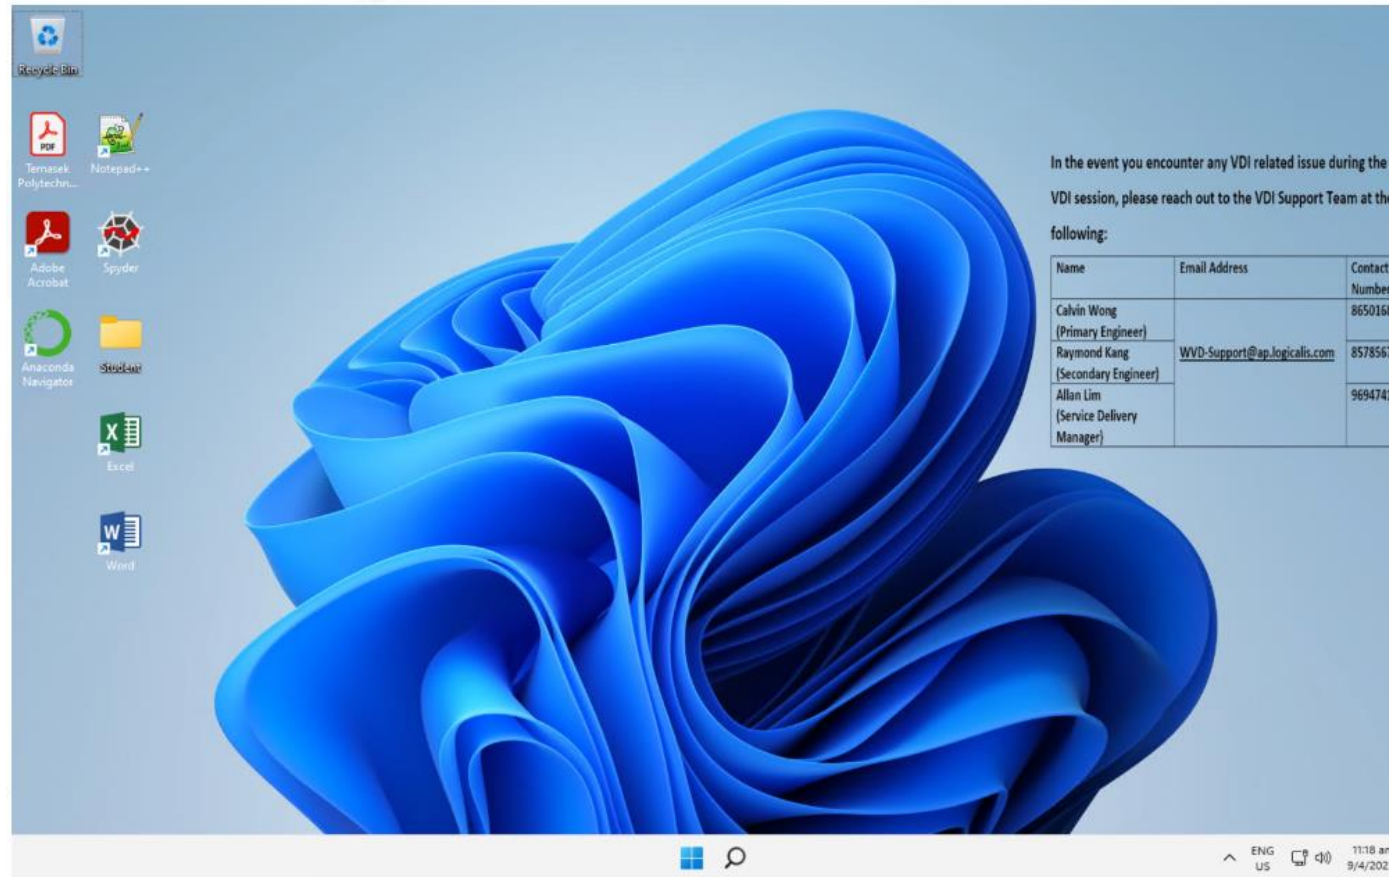 Recycle Bin
Temasek
Polytechn...
Notepad++
Adobe
Acrobat
Spyder
Anaconda
Navigator
Student
Excel
Word
In the event you encounter any VDI related issue during the
VDI session, please reach out to the VDI Support Team at the
following:
Name Email Address Contact
Number
Calvin Wong
(Primary Engineer)
Raymond Kang
(Secondary Engineer)
WVD-Support@ap.logicalis.com
Allan Lim
(Service Delivery
Manager)
ENG
US
11:18 am